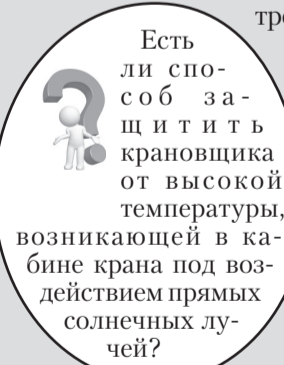 тре
Есть
ли спо-
соб за-
щитить
крановщика
от высокой
температуры,
возникающей в ка-
бине крана под воз-
действием прямых
солнечных лу-
чей?